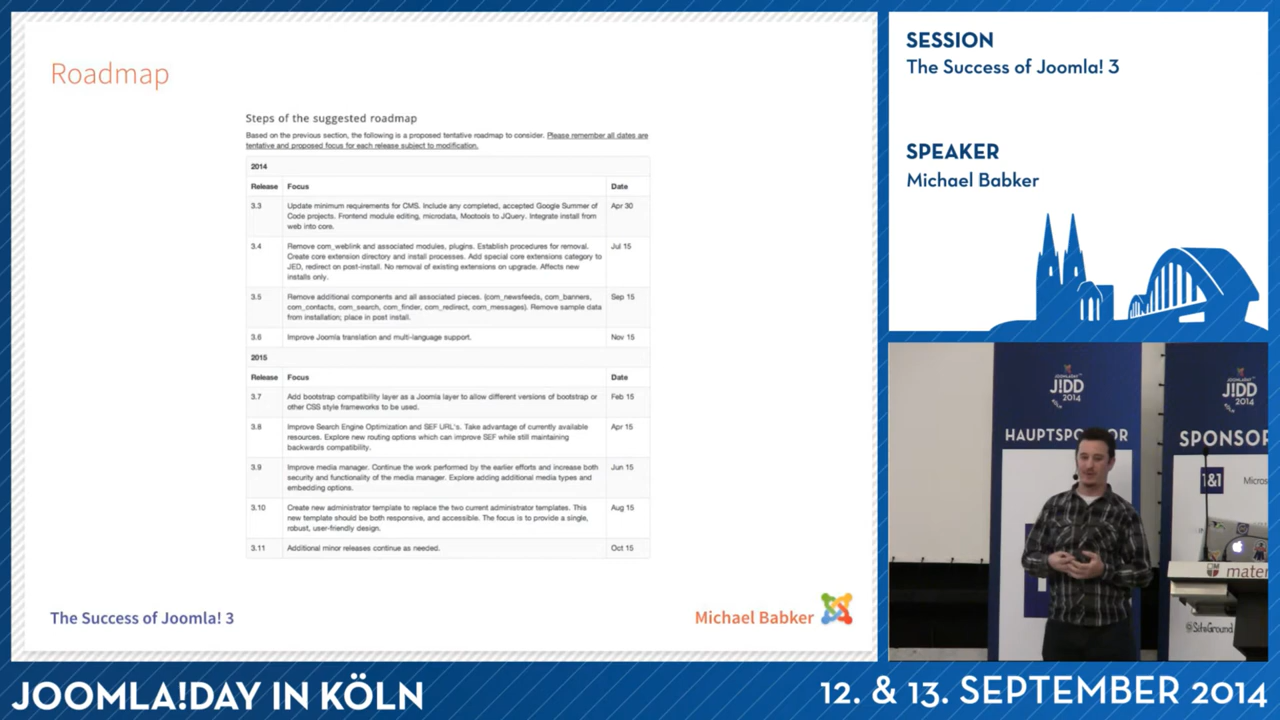 Roadmap
Steps of the suggested roadmap
Based on the previous section, the following is a proposed tentative roadmap to consider. Please remember all dates are
tentative and proposed focus for each release subject to modification.
2014
Release Focus Date
3.3 Update minimum requirements for CMS. Include any completed, accepted Google Summer of Apr 30
Code projects. Frontend module editing, microdata, Mootools to JQuery. Integrate install from
web into core.
3.4 Remove com_weblink and associated modules, plugins. Establish procedures for removal. Jul 15
Create core extension directory and install processes. Add special core extensions category to
JED, redirect on post-install. No removal of existing extensions on upgrade. Affects new
installs only.
3.5 Remove additional components and all associated pieces. (com_newsfeeds, com_banners, Sep 15
com_contacts, com_search, com_finder, com_redirect, com_messages). Remove sample data
from installation; place in post install.
3.6 Improve Joomla translation and multi-language support. Nov 15
2015
Release Focus Date
3.7 Add bootstrap compatibility layer as a Joomla layer to allow different versions of bootstrap or Feb 15
other CSS style frameworks to be used.
3.8 Improve Search Engine Optimization and SEF URL's. Take advantage of currently available Apr 15
resources. Explore new routing options which can improve SEF while still maintaining
backwards compatibility.
3.9 Improve media manager. Continue the work performed by the earlier efforts and increase both Jun 15
security and functionality of the media manager. Explore adding additional media types and
embedding options.
3.10 Create new administrator template to replace the two current administrator templates. This Aug 15
new template should be both responsive, and accessible. The focus is to provide a single,
robust, user-friendly design.
3.11 Additional minor releases continue as needed. Oct 15
The Success of Joomla! 3
Michael Babker
SESSION
The Success of Joomla! 3
SPEAKER
Michael Babker
J!DD
2014
KÖLN
HAUPTSPONSOR
J!DD
2014
SPONSOR
1&1
Micros
mater
@SiteGround
JOOMLA!DAY IN KÖLN
12. & 13. SEPTEMBER 2014